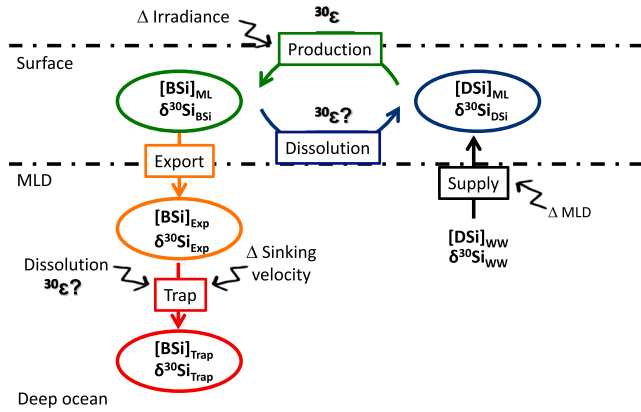 Δ Irradiance
³⁰ε
Production
Surface
[BSi]ML
δ³⁰SiBSi
³⁰ε?
[DSi]ML
δ³⁰SiDSi
Dissolution
Export
MLD
Supply
Δ MLD
[BSi]Exp
δ³⁰SiExp
[DSi]WW
δ³⁰SiWW
Dissolution
³⁰ε?
Δ Sinking
velocity
Trap
[BSi]Trap
δ³⁰SiTrap
Deep ocean